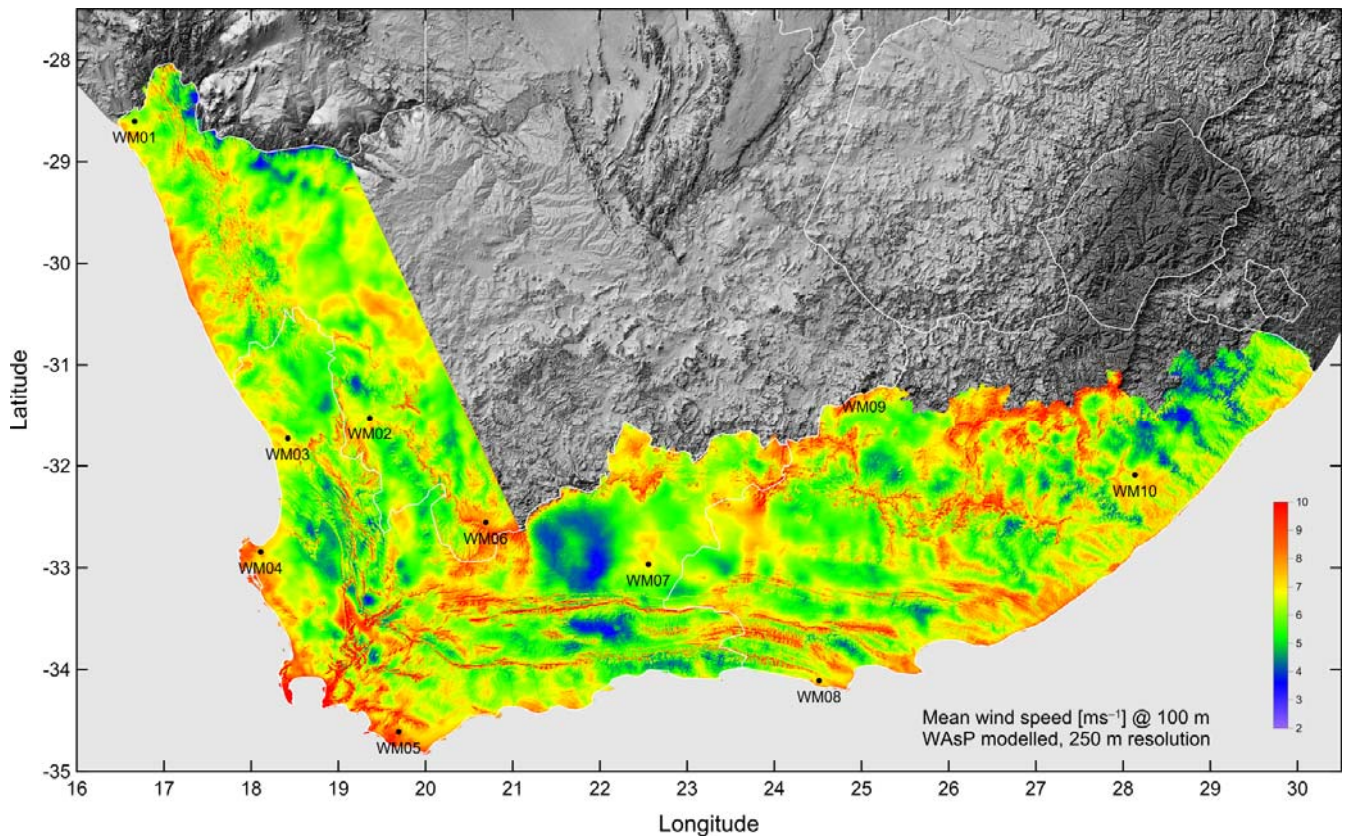 -28
-29
-30
-31
-32
-33
-34
-35
Latitude
16 17 18 19 20 21 22 23 24 25 26 27 28 29 30
Longitude
WM01
WM02
WM03
WM04
WM05
WM06
WM07
WM08
WM09
WM10
10
9
8
7
6
5
4
3
2
Mean wind speed [ms⁻¹] @ 100 m
WAsP modelled, 250 m resolution